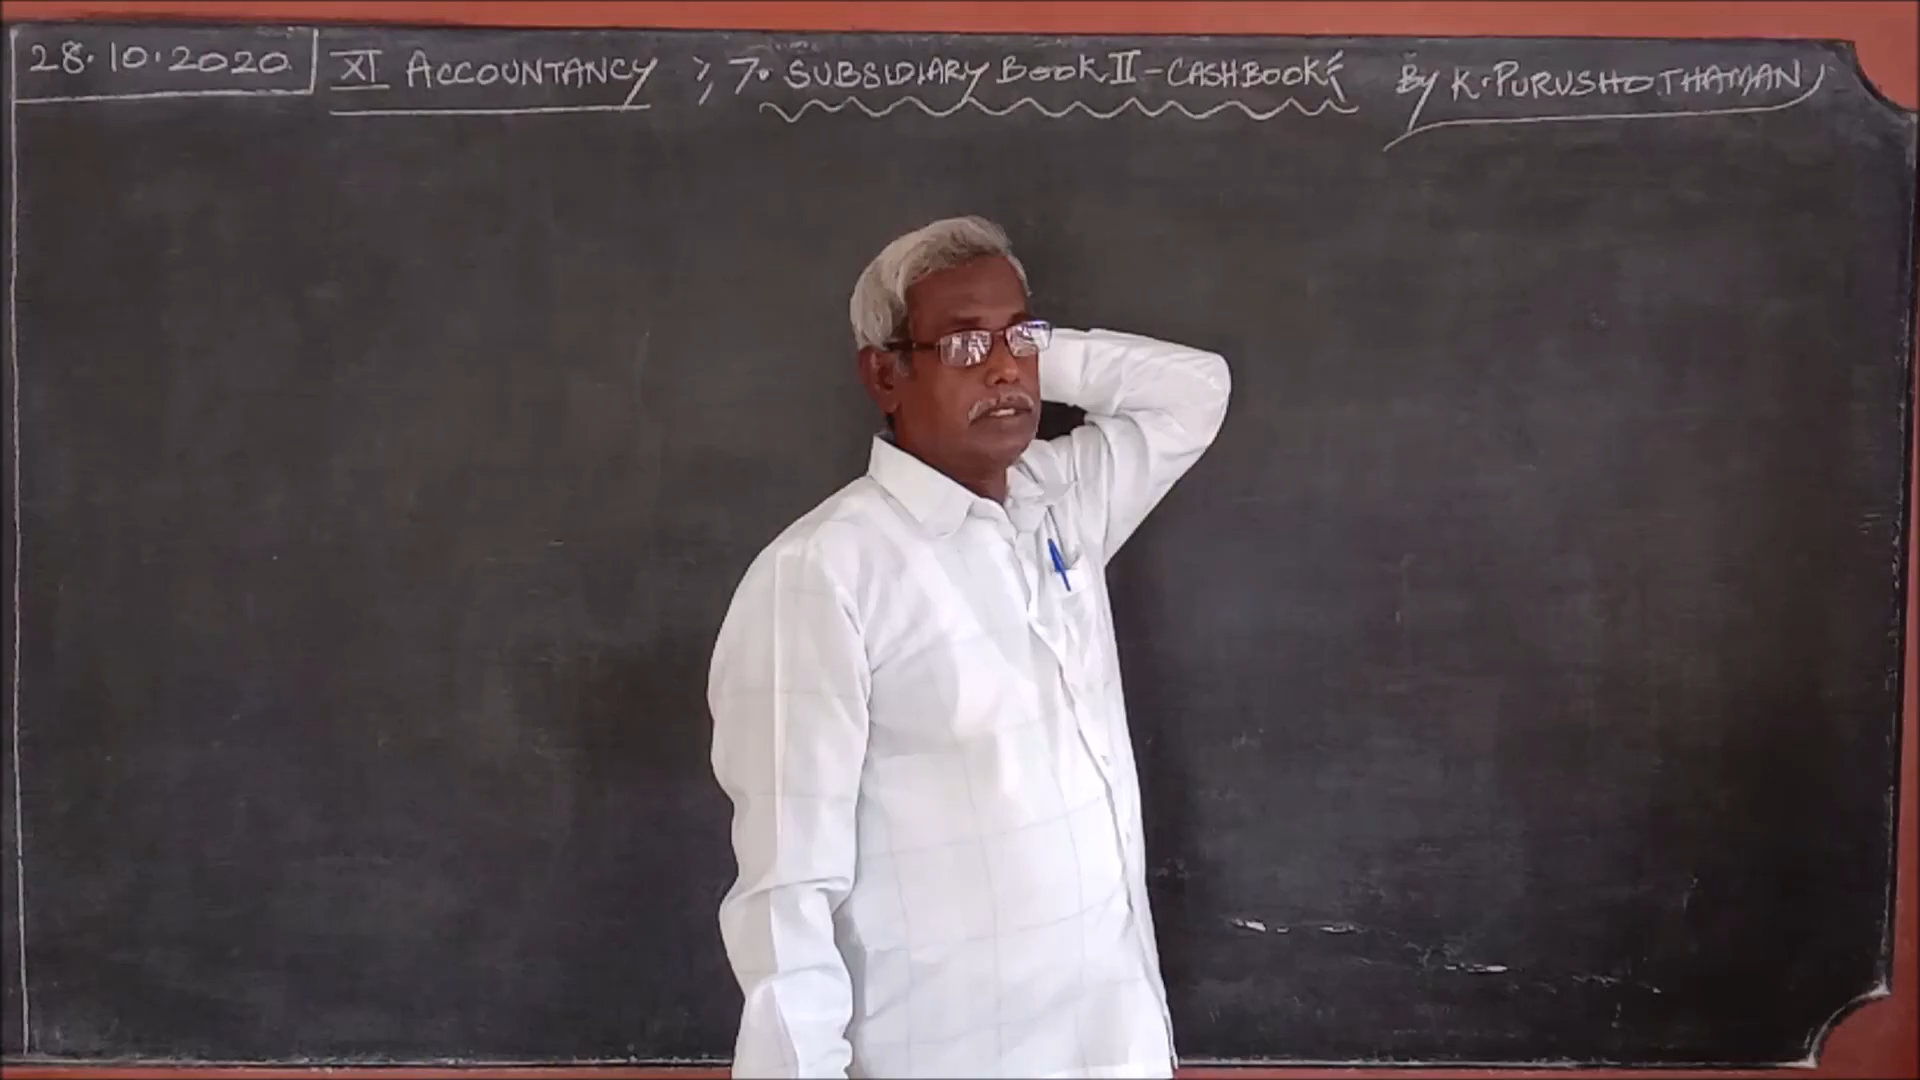 28.10.2020 XI ACCOUNTANCY ; 7. SUBSIDIARY BOOK II - CASHBOOK By K. PURUSHOTHAMAN